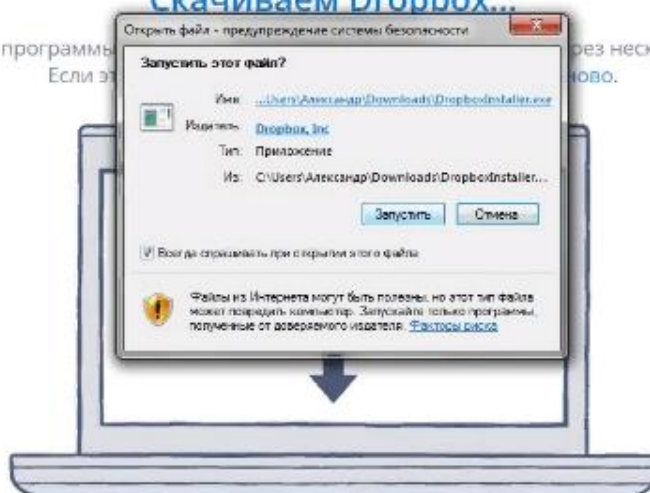 Скачиваем Dropbox...
Открыть файл - предупреждение системы безопасности
программы
рез неск
Если эт
ново.
Запустить этот файл?
Имя: ...Users\Александр\Downloads\DropboxInstaller.exe
Издатель: Dropbox, Inc
Тип: Приложение
Из: C:\Users\Александр\Downloads\DropboxInstaller....
Запустить Отмена
Всегда спрашивать при открытии этого файла
Файлы из Интернета могут быть полезны, но этот тип файла
может повредить компьютер. Запускайте только программы,
полученные от доверяемого издателя. Факторы риска